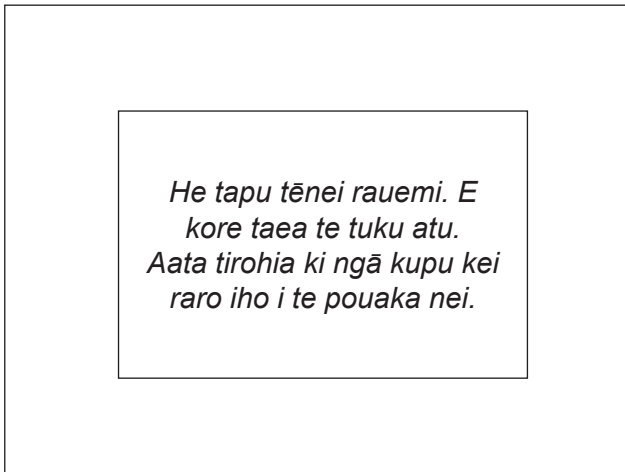 He tapu tēnei rauemi. E
kore taea te tuku atu.
Aata tirohia ki ngā kupu kei
raro iho i te pouaka nei.